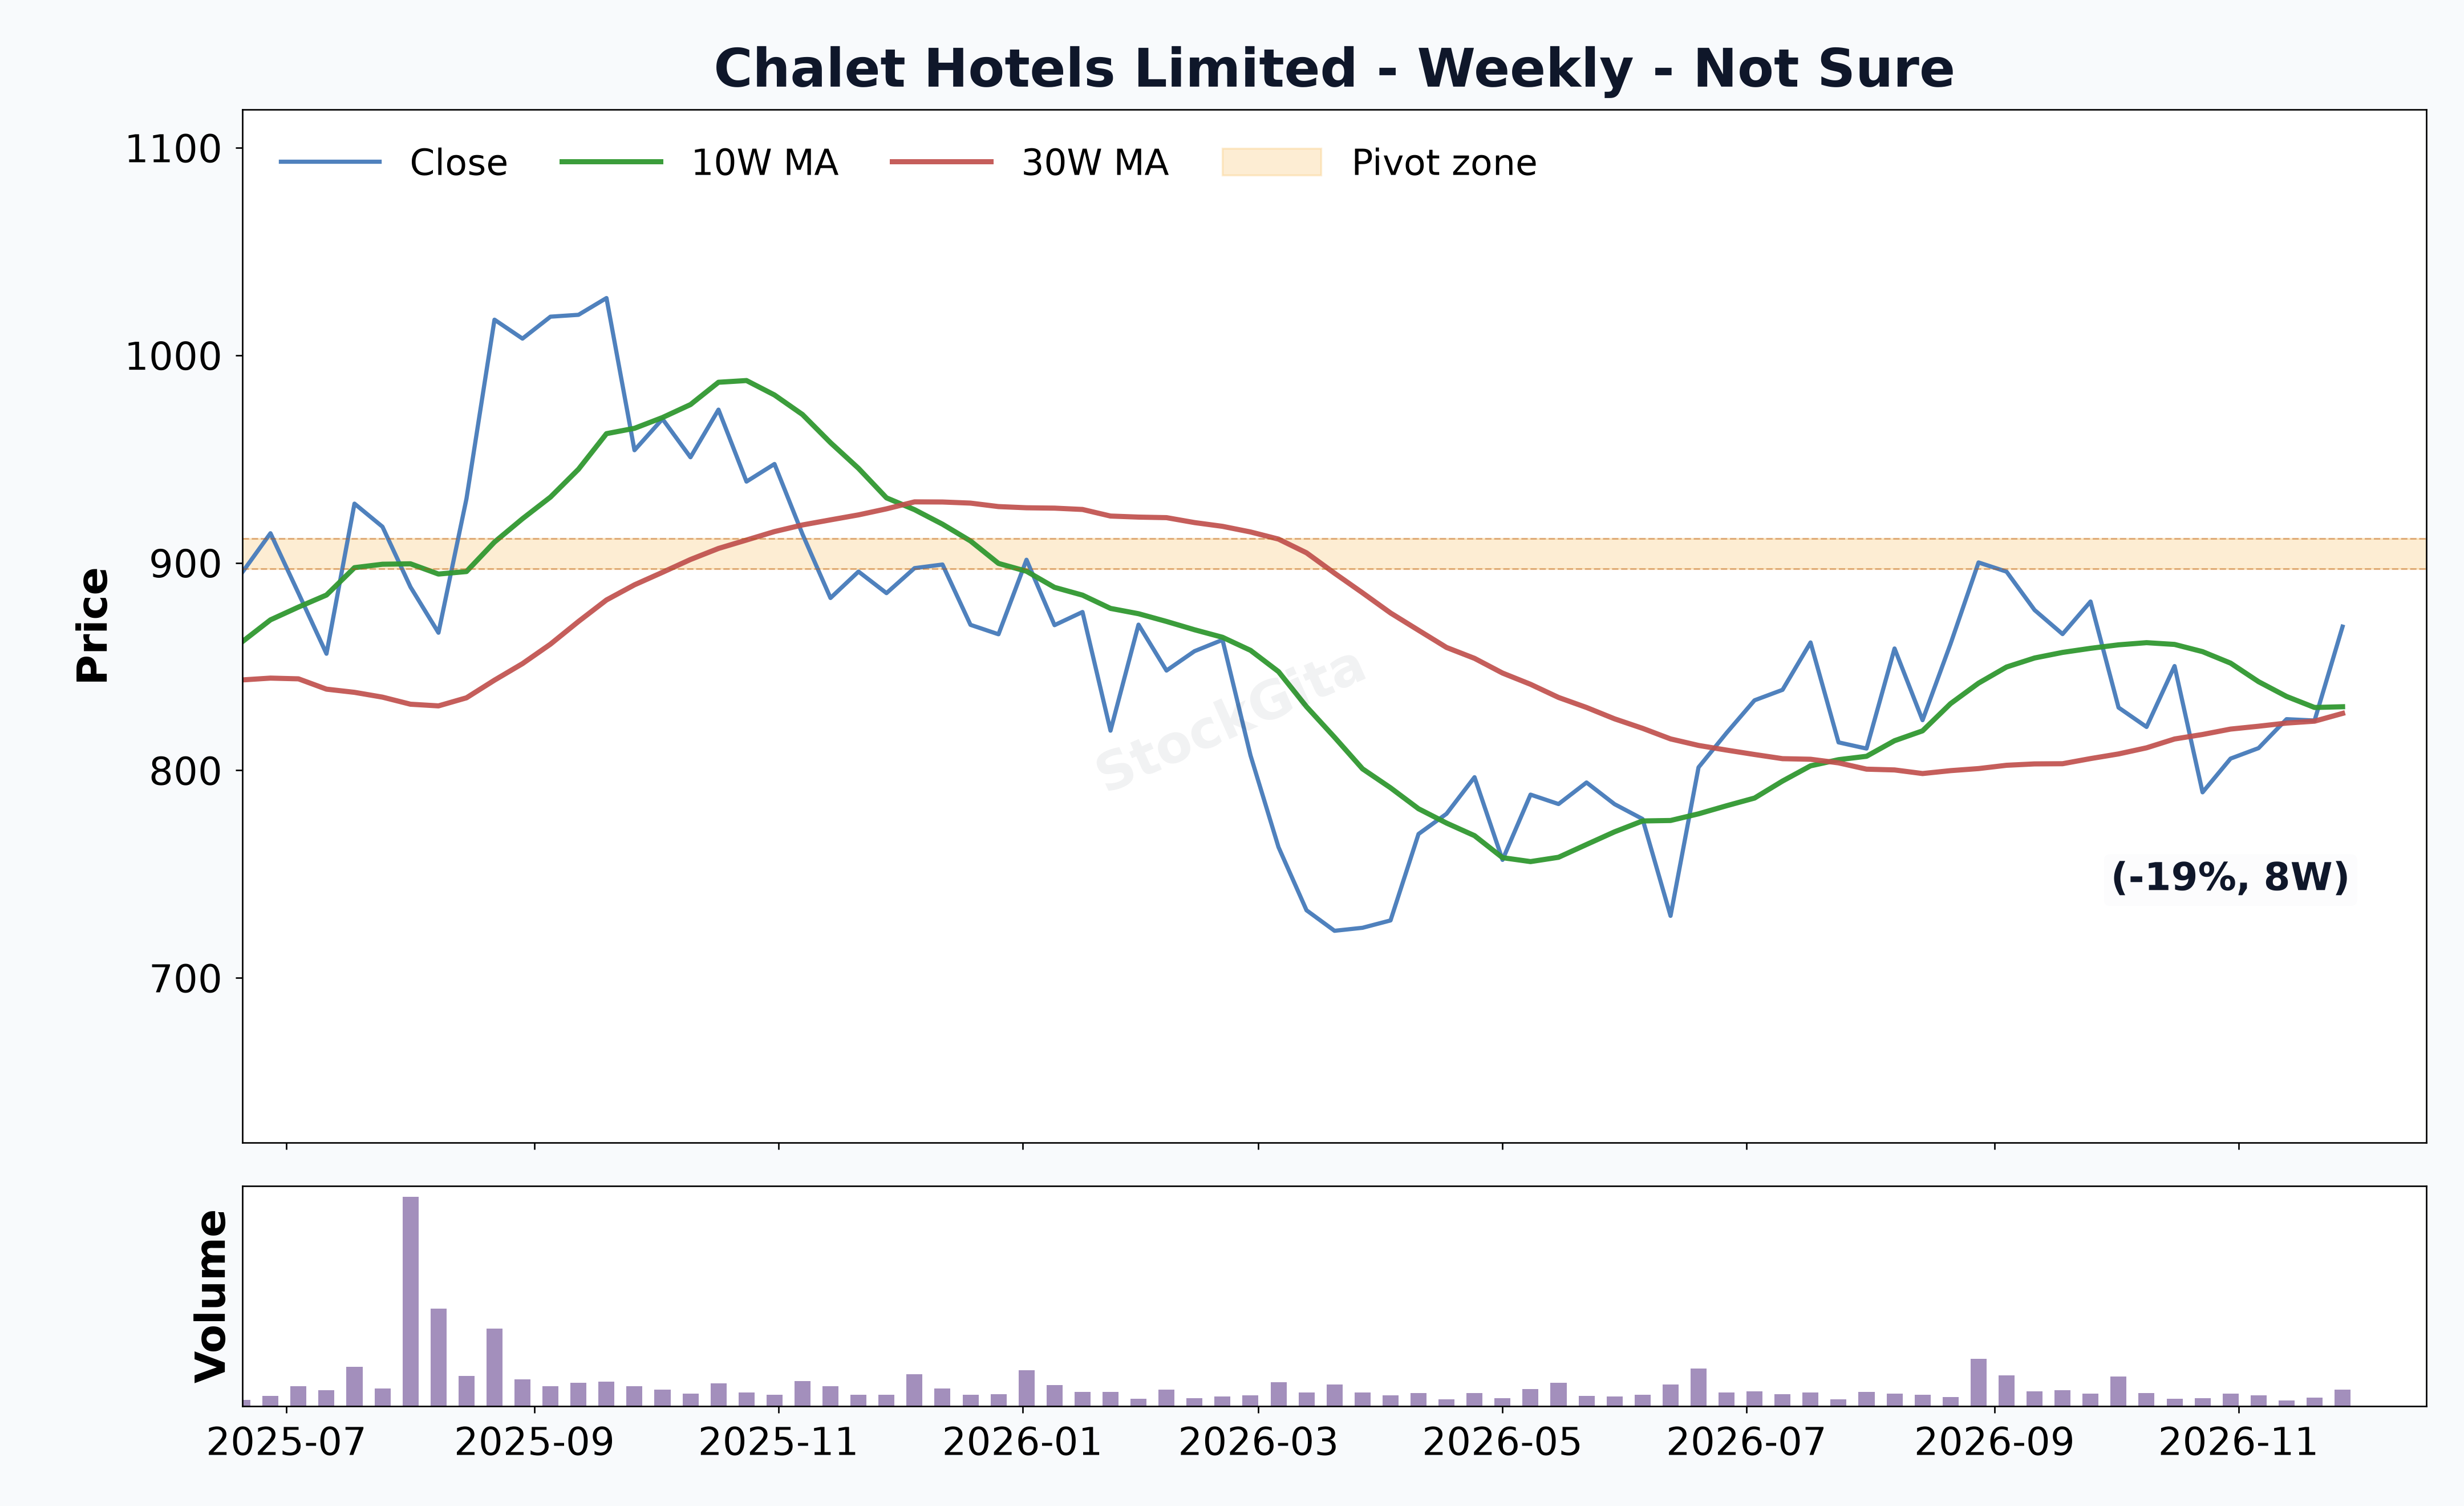 Chalet Hotels Limited - Weekly - Not Sure
Close 10W MA 30W MA Pivot zone
1100
1000
900
800
700
Price
StockGita
(-19%, 8W)
Volume
2025-07 2025-09 2025-11 2026-01 2026-03 2026-05 2026-07 2026-09 2026-11